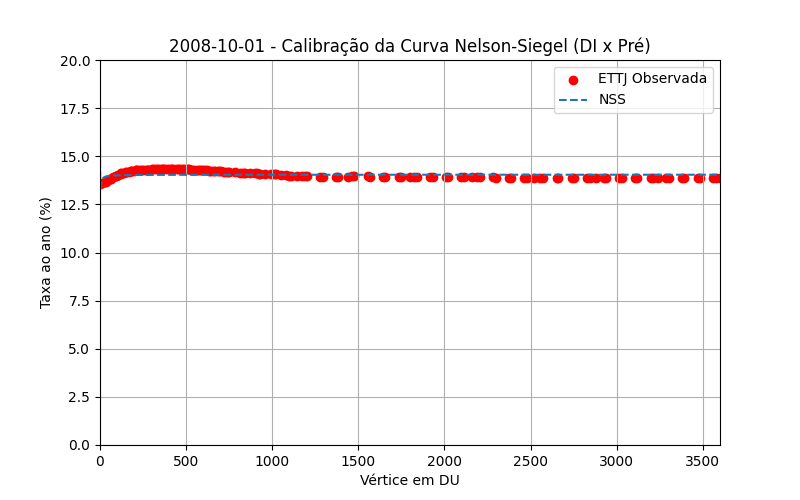 2008-10-01 - Calibração da Curva Nelson-Siegel (DI x Pré)
ETTJ Observada
NSS
Taxa ao ano (%)
20.0
17.5
15.0
12.5
10.0
7.5
5.0
2.5
0.0
0 500 1000 1500 2000 2500 3000 3500
Vértice em DU